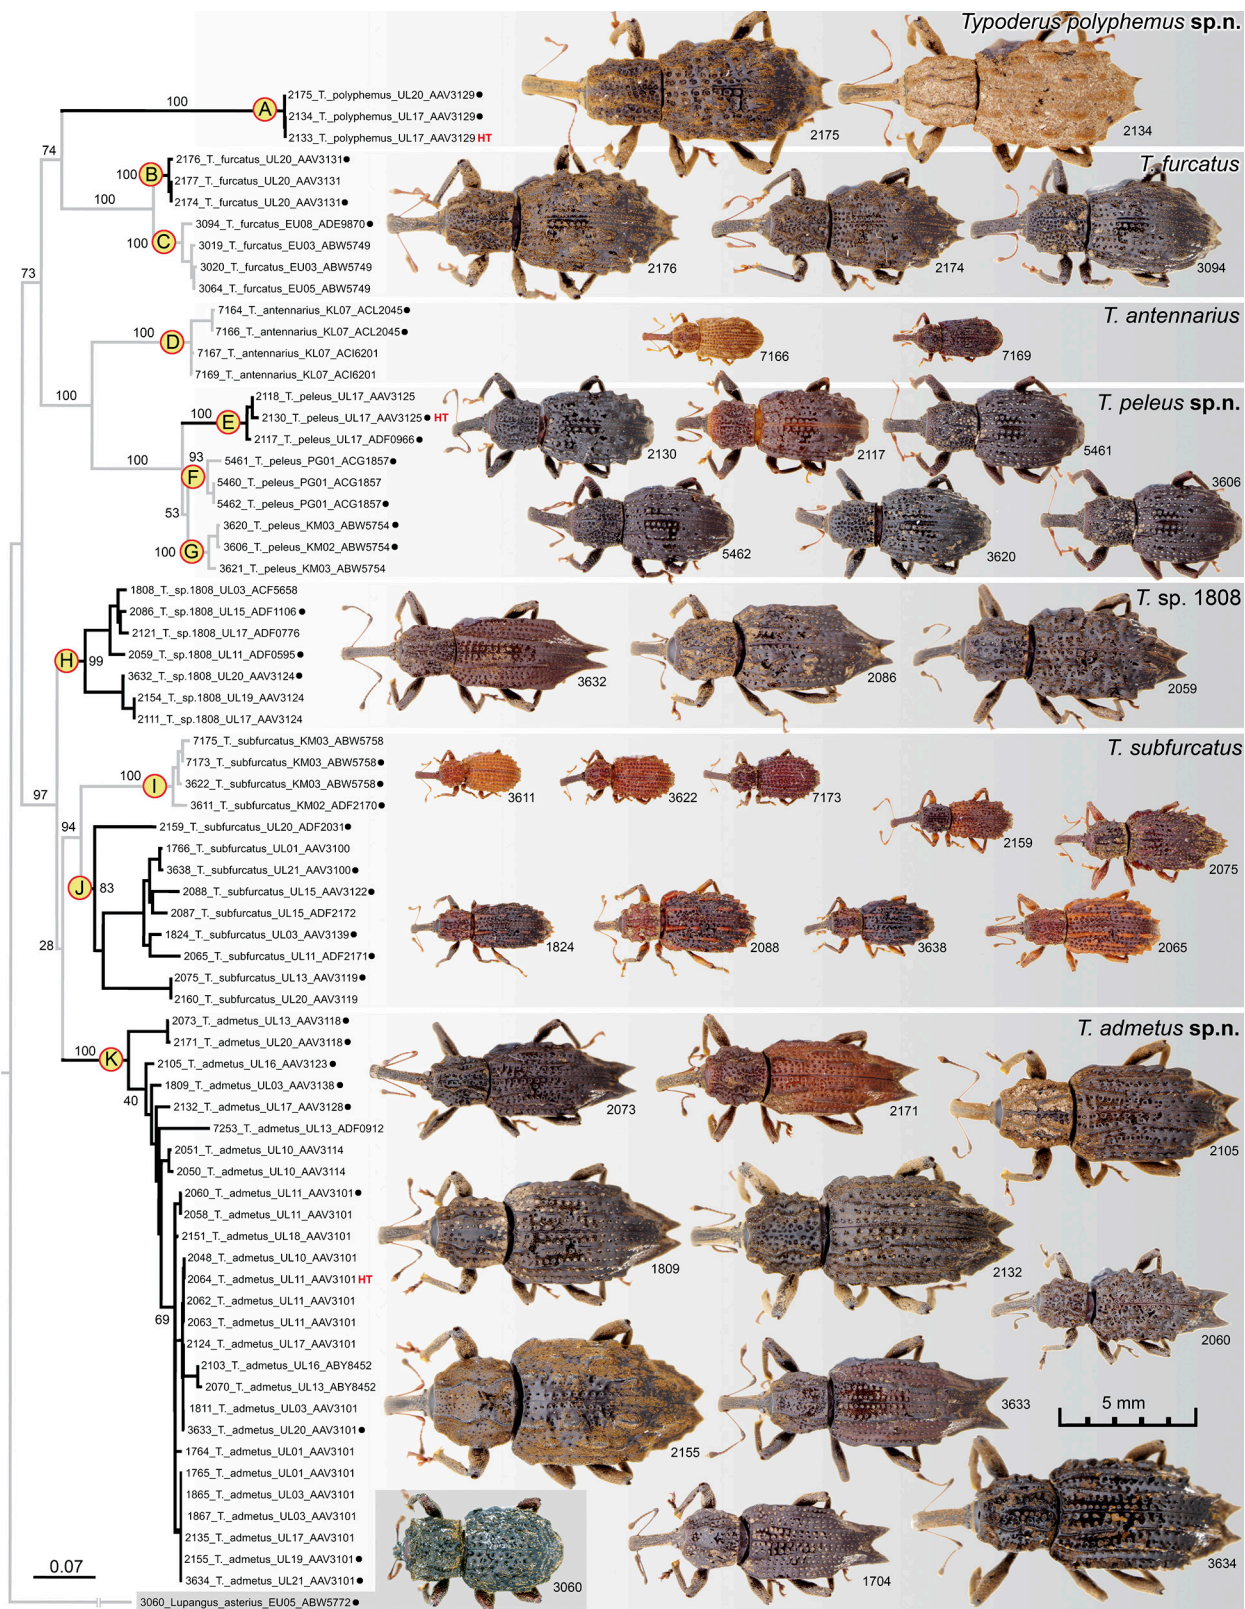 Typoderus polyphemus sp.n.
100
A
2175_T._polyphemus_UL20_AAV3129
2134_T._polyphemus_UL17_AAV3129
2133_T._polyphemus_UL17_AAV3129 HT
2175
2134
74
T. furcatus
100
B
2176_T._furcatus_UL20_AAV3131
2177_T._furcatus_UL20_AAV3131
2174_T._furcatus_UL20_AAV3131
100
100
C
3094_T._furcatus_EU08_ADE9870
3019_T._furcatus_EU03_ABW5749
3020_T._furcatus_EU03_ABW5749
3064_T._furcatus_EU05_ABW5749
2176
2174
3094
73
T. antennarius
100
D
7164_T._antennarius_KL07_ACL2045
7166_T._antennarius_KL07_ACL2045
7167_T._antennarius_KL07_ACI6201
7169_T._antennarius_KL07_ACI6201
7166
7169
100
T. peleus sp.n.
100
E
2118_T._peleus_UL17_AAV3125
2130_T._peleus_UL17_AAV3125 HT
2117_T._peleus_UL17_ADF0966
100
93
F
5461_T._peleus_PG01_ACG1857
5460_T._peleus_PG01_ACG1857
5462_T._peleus_PG01_ACG1857
53
100
G
3620_T._peleus_KM03_ABW5754
3606_T._peleus_KM02_ABW5754
3621_T._peleus_KM03_ABW5754
2130
2117
5461
3606
5462
3620
T. sp. 1808
H
99
1808_T._sp.1808_UL03_ACF5658
2086_T._sp.1808_UL15_ADF1106
2121_T._sp.1808_UL17_ADF0776
2059_T._sp.1808_UL11_ADF0595
3632_T._sp.1808_UL20_AAV3124
2154_T._sp.1808_UL19_AAV3124
2111_T._sp.1808_UL17_AAV3124
3632
2086
2059
T. subfurcatus
100
I
7175_T._subfurcatus_KM03_ABW5758
7173_T._subfurcatus_KM03_ABW5758
3622_T._subfurcatus_KM03_ABW5758
3611_T._subfurcatus_KM02_ADF2170
97
94
J
83
2159_T._subfurcatus_UL20_ADF2031
1766_T._subfurcatus_UL01_AAV3100
3638_T._subfurcatus_UL21_AAV3100
2088_T._subfurcatus_UL15_AAV3122
2087_T._subfurcatus_UL15_ADF2172
1824_T._subfurcatus_UL03_AAV3139
2065_T._subfurcatus_UL11_ADF2171
2075_T._subfurcatus_UL13_AAV3119
2160_T._subfurcatus_UL20_AAV3119
28
3611
3622
7173
2159
2075
1824
2088
3638
2065
T. admetus sp.n.
100
K
40
69
2073_T._admetus_UL13_AAV3118
2171_T._admetus_UL20_AAV3118
2105_T._admetus_UL16_AAV3123
1809_T._admetus_UL03_AAV3138
2132_T._admetus_UL17_AAV3128
7253_T._admetus_UL13_ADF0912
2051_T._admetus_UL10_AAV3114
2050_T._admetus_UL10_AAV3114
2060_T._admetus_UL11_AAV3101
2058_T._admetus_UL11_AAV3101
2151_T._admetus_UL18_AAV3101
2048_T._admetus_UL10_AAV3101
2064_T._admetus_UL11_AAV3101 HT
2062_T._admetus_UL11_AAV3101
2063_T._admetus_UL11_AAV3101
2124_T._admetus_UL17_AAV3101
2103_T._admetus_UL16_ABY8452
2070_T._admetus_UL13_ABY8452
1811_T._admetus_UL03_AAV3101
3633_T._admetus_UL20_AAV3101
1764_T._admetus_UL01_AAV3101
1765_T._admetus_UL01_AAV3101
1865_T._admetus_UL03_AAV3101
1867_T._admetus_UL03_AAV3101
2135_T._admetus_UL17_AAV3101
2155_T._admetus_UL19_AAV3101
3634_T._admetus_UL21_AAV3101
3060_Lupangus_asterius_EU05_ABW5772
2073
2171
2105
1809
2132
2060
2155
3633
5 mm
3060
1704
3634
0.07